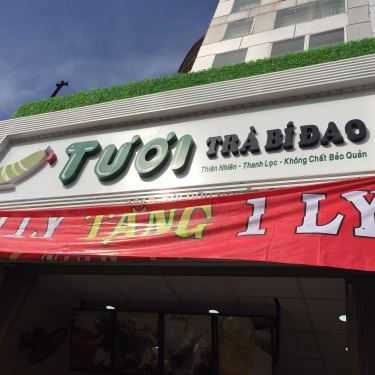 TƯƠI
TRÀ BÍ ĐAO
Thiên Nhiên - Thanh Lọc - Không Chất Bảo Quản
LY TẶNG 1 LY